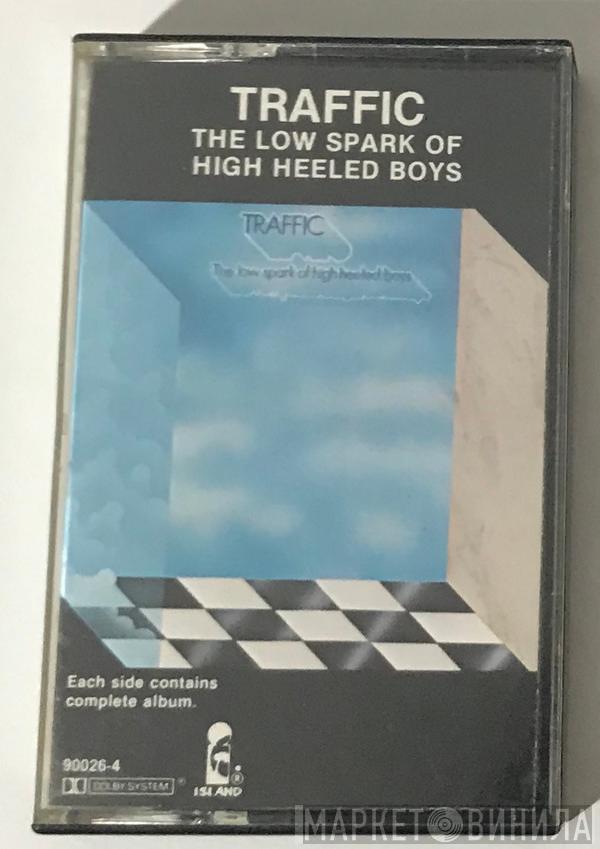 TRAFFIC
THE LOW SPARK OF
HIGH HEELED BOYS
TRAFFIC
The low spark of high heeled boys
Each side contains
complete album.
90026-4
DOLBY SYSTEM ®
ISLAND ®
МАРКЕТ ВИНИЛА